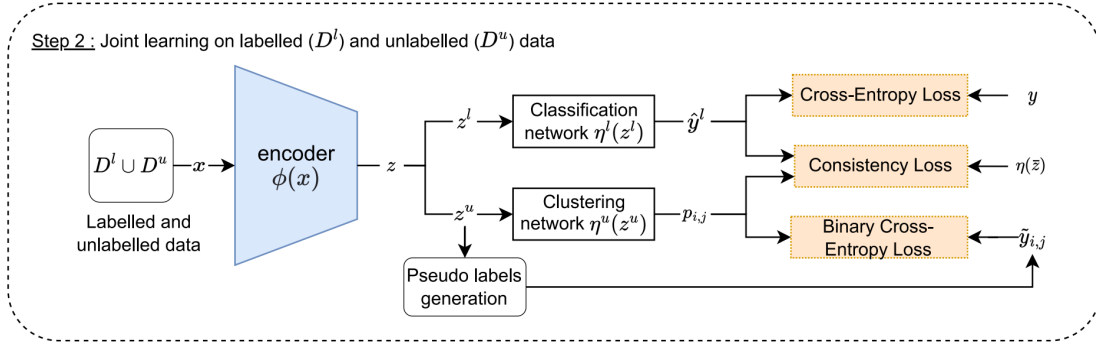 Step 2 : Joint learning on labelled (D^l) and unlabelled (D^u) data
D^l ∪ D^u
x
Labelled and
unlabelled data
encoder
ϕ(x)
z
z^l
Classification
network η^l(z^l)
ŷ^l
z^u
Clustering
network η^u(z^u)
p_{i,j}
Pseudo labels
generation
Cross-Entropy Loss
y
Consistency Loss
η(z̄)
Binary Cross-
Entropy Loss
ỹ_{i,j}